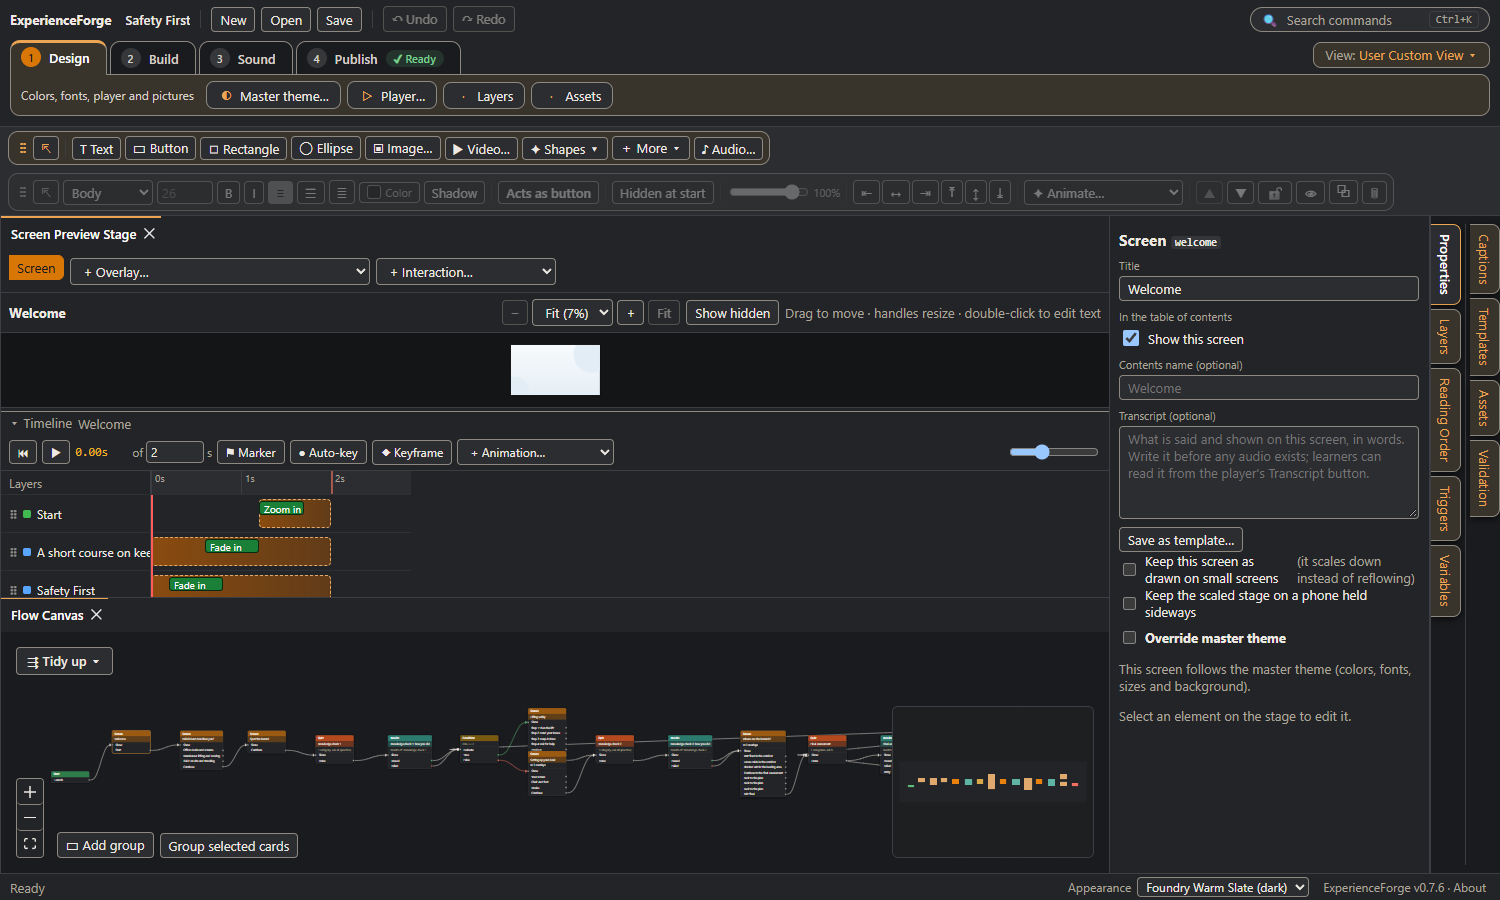 ExperienceForge Safety First New Open Save Undo Redo Search commands Ctrl+K
1 Design 2 Build 3 Sound 4 Publish ✓ Ready View: User Custom View
Colors, fonts, player and pictures Master theme... Player... Layers Assets
T Text Button Rectangle Ellipse Image... Video... Shapes + More Audio...
Body 26 B I Color Shadow Acts as button Hidden at start 100% Animate...
Screen Preview Stage
Screen + Overlay... + Interaction...
Welcome − Fit (7%) + Fit Show hidden Drag to move · handles resize · double-click to edit text
Timeline Welcome
0.00s of 2 s Marker Auto-key Keyframe + Animation...
Layers 0s 1s 2s
Start Zoom in
A short course on kee Fade in
Safety First Fade in
Flow Canvas
Tidy up
+
−
Add group Group selected cards
Screen welcome
Title
Welcome
In the table of contents
Show this screen
Contents name (optional)
Welcome
Transcript (optional)
What is said and shown on this screen, in words.
Write it before any audio exists; learners can
read it from the player's Transcript button.
Save as template...
Keep this screen as drawn on small screens (it scales down instead of reflowing)
Keep the scaled stage on a phone held
sideways
Override master theme
This screen follows the master theme (colors, fonts,
sizes and background).
Select an element on the stage to edit it.
Properties
Layers
Reading Order
Triggers
Variables
Captions
Templates
Assets
Validation
Ready Appearance Foundry Warm Slate (dark) ExperienceForge v0.7.6 · About